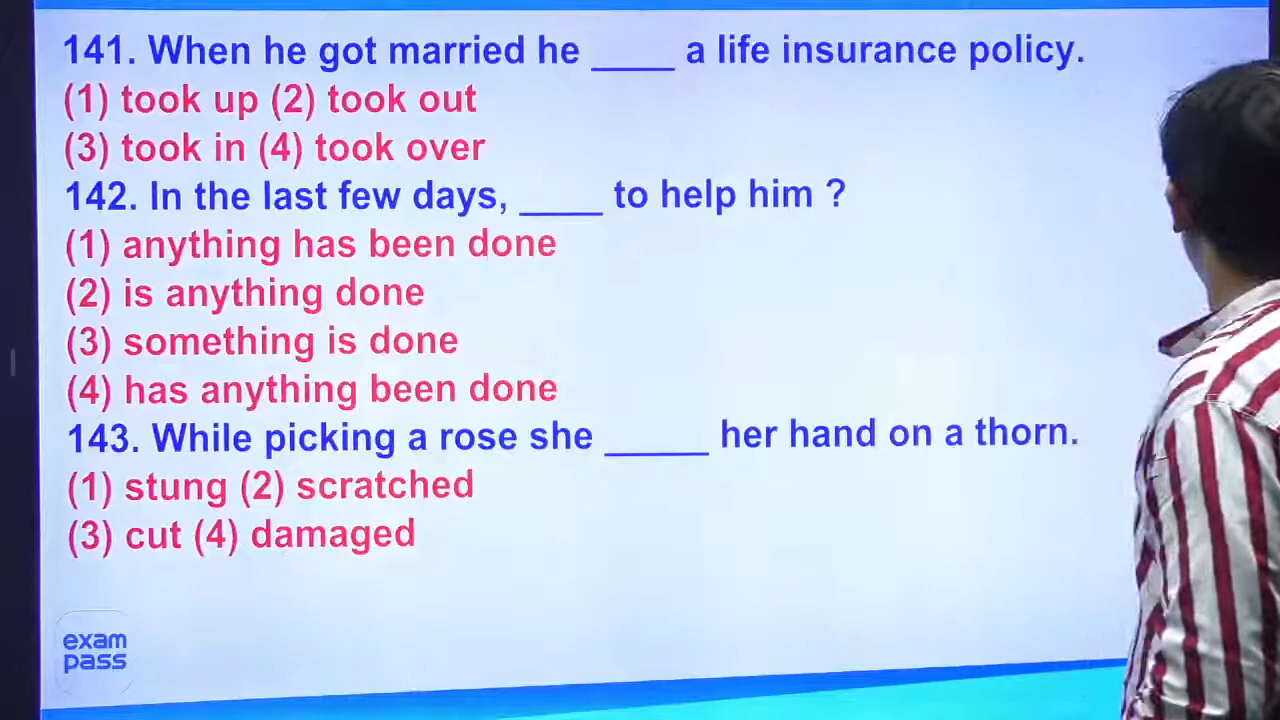 141. When he got married he ____ a life insurance policy.
(1) took up (2) took out
(3) took in (4) took over
142. In the last few days, ____ to help him ?
(1) anything has been done
(2) is anything done
(3) something is done
(4) has anything been done
143. While picking a rose she _____ her hand on a thorn.
(1) stung (2) scratched
(3) cut (4) damaged
exam
pass